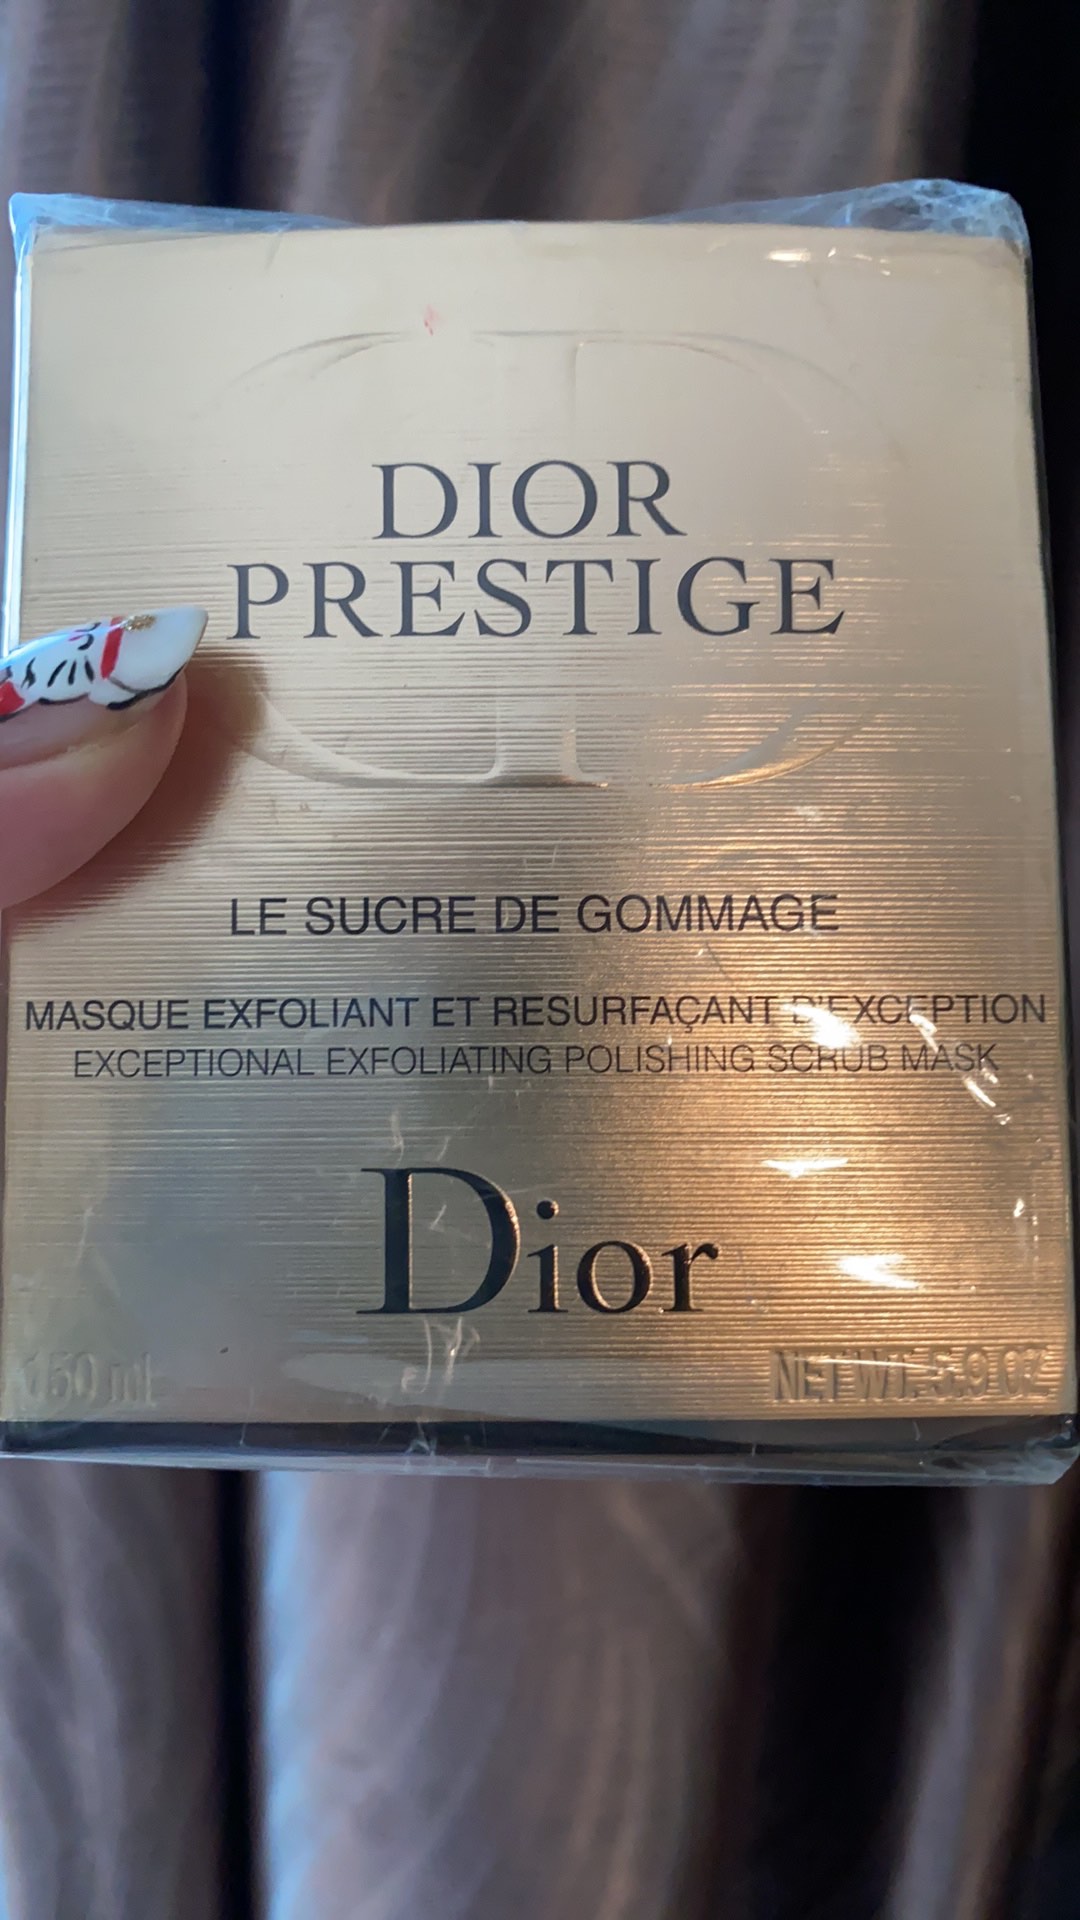 DIOR
PRESTIGE
LE SUCRE DE GOMMAGE
MASQUE EXFOLIANT ET RESURFAÇANT D'EXCEPTION
EXCEPTIONAL EXFOLIATING POLISHING SCRUB MASK
Dior
150 ml NET WT. 5.9 OZ